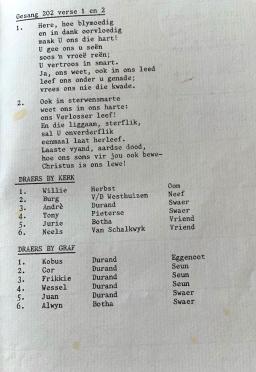 Gesang 202 verse 1 en 2
1. Here, hoe blymoedig
en in dank oorvloedig
maak U ons die hart!
U gee ons u seën
soos 'n vroeë reën;
U vertroos in smart.
Ja, ons weet, ook in ons leed
leef ons onder u genade;
vrees ons nie die kwade.
2. Ook in sterwensmarte
weet ons in ons harte:
ons Verlosser leef!
En die liggaam, sterflik,
sal U onverderflik
eenmaal laat herleef.
Laaste vyand, aardse dood,
hoe ons soms vir jou ook bewe-
Christus is ons lewe!
DRAERS BY KERK
1. Willie Herbst Oom
2. Burg V/D Westhuizen Neef
3. Andrè Durand Swaer
4. Tony Pieterse Swaer
5. Jurie Botha Vriend
6. Neels Van Schalkwyk Vriend
DRAERS BY GRAF
1. Kobus Durand Eggenoot
2. Cor Durand Seun
3. Frikkie Durand Seun
4. Wessel Durand Seun
5. Juan Durand Swaer
6. Alwyn Botha Swaer